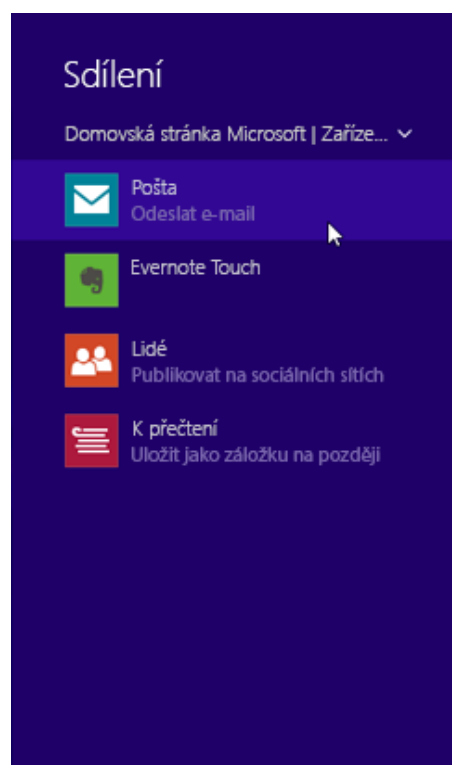 Sdílení
Domovská stránka Microsoft | Zaříze...
Pošta
Odeslat e-mail
Evernote Touch
Lidé
Publikovat na sociálních sítích
K přečtení
Uložit jako záložku na později